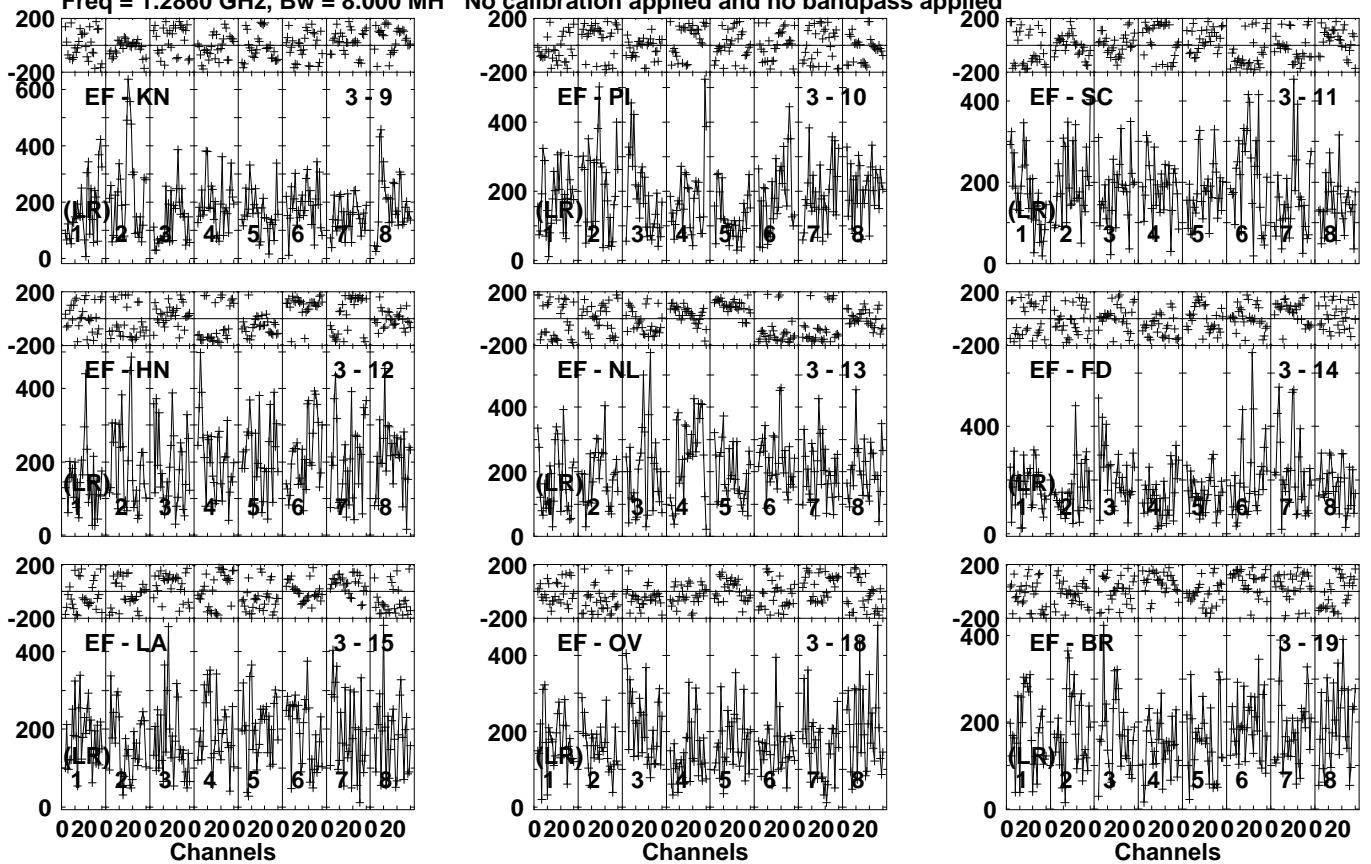 Freq = 1.2860 GHz, Bw = 8.000 MH No calibration applied and no bandpass applied
200
-200
600
400
200
0
EF - KN
3 - 9
(LR)
1 2 3 4 5 6 7 8
200
-200
400
200
0
EF - PI
3 - 10
(LR)
1 2 3 4 5 6 7 8
200
-200
400
200
0
EF - SC
3 - 11
(LR)
1 2 3 4 5 6 7 8
200
-200
400
200
0
EF - HN
3 - 12
(LR)
1 2 3 4 5 6 7 8
200
-200
400
200
0
EF - NL
3 - 13
(LR)
1 2 3 4 5 6 7 8
200
-200
400
0
EF - FD
3 - 14
(LR)
1 2 3 4 5 6 7 8
200
-200
400
200
0
EF - LA
3 - 15
(LR)
1 2 3 4 5 6 7 8
0 20 0 20 0 20 0 20 0 20 0 20 0 20 0 20
Channels
200
-200
400
200
0
EF - OV
3 - 18
(LR)
1 2 3 4 5 6 7 8
0 20 0 20 0 20 0 20 0 20 0 20 0 20 0 20
Channels
200
-200
400
200
0
EF - BR
3 - 19
(LR)
1 2 3 4 5 6 7 8
0 20 0 20 0 20 0 20 0 20 0 20 0 20 0 20
Channels